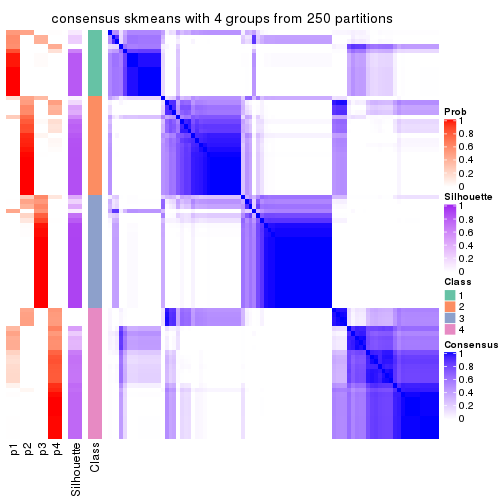 consensus skmeans with 4 groups from 250 partitions
Prob
1
0.8
0.6
0.4
0.2
0
Silhouette
1
0.8
0.6
0.4
0.2
0
Class
1
2
3
4
Consensus
1
0.8
0.6
0.4
0.2
0
p1
p2
p3
p4
Silhouette
Class